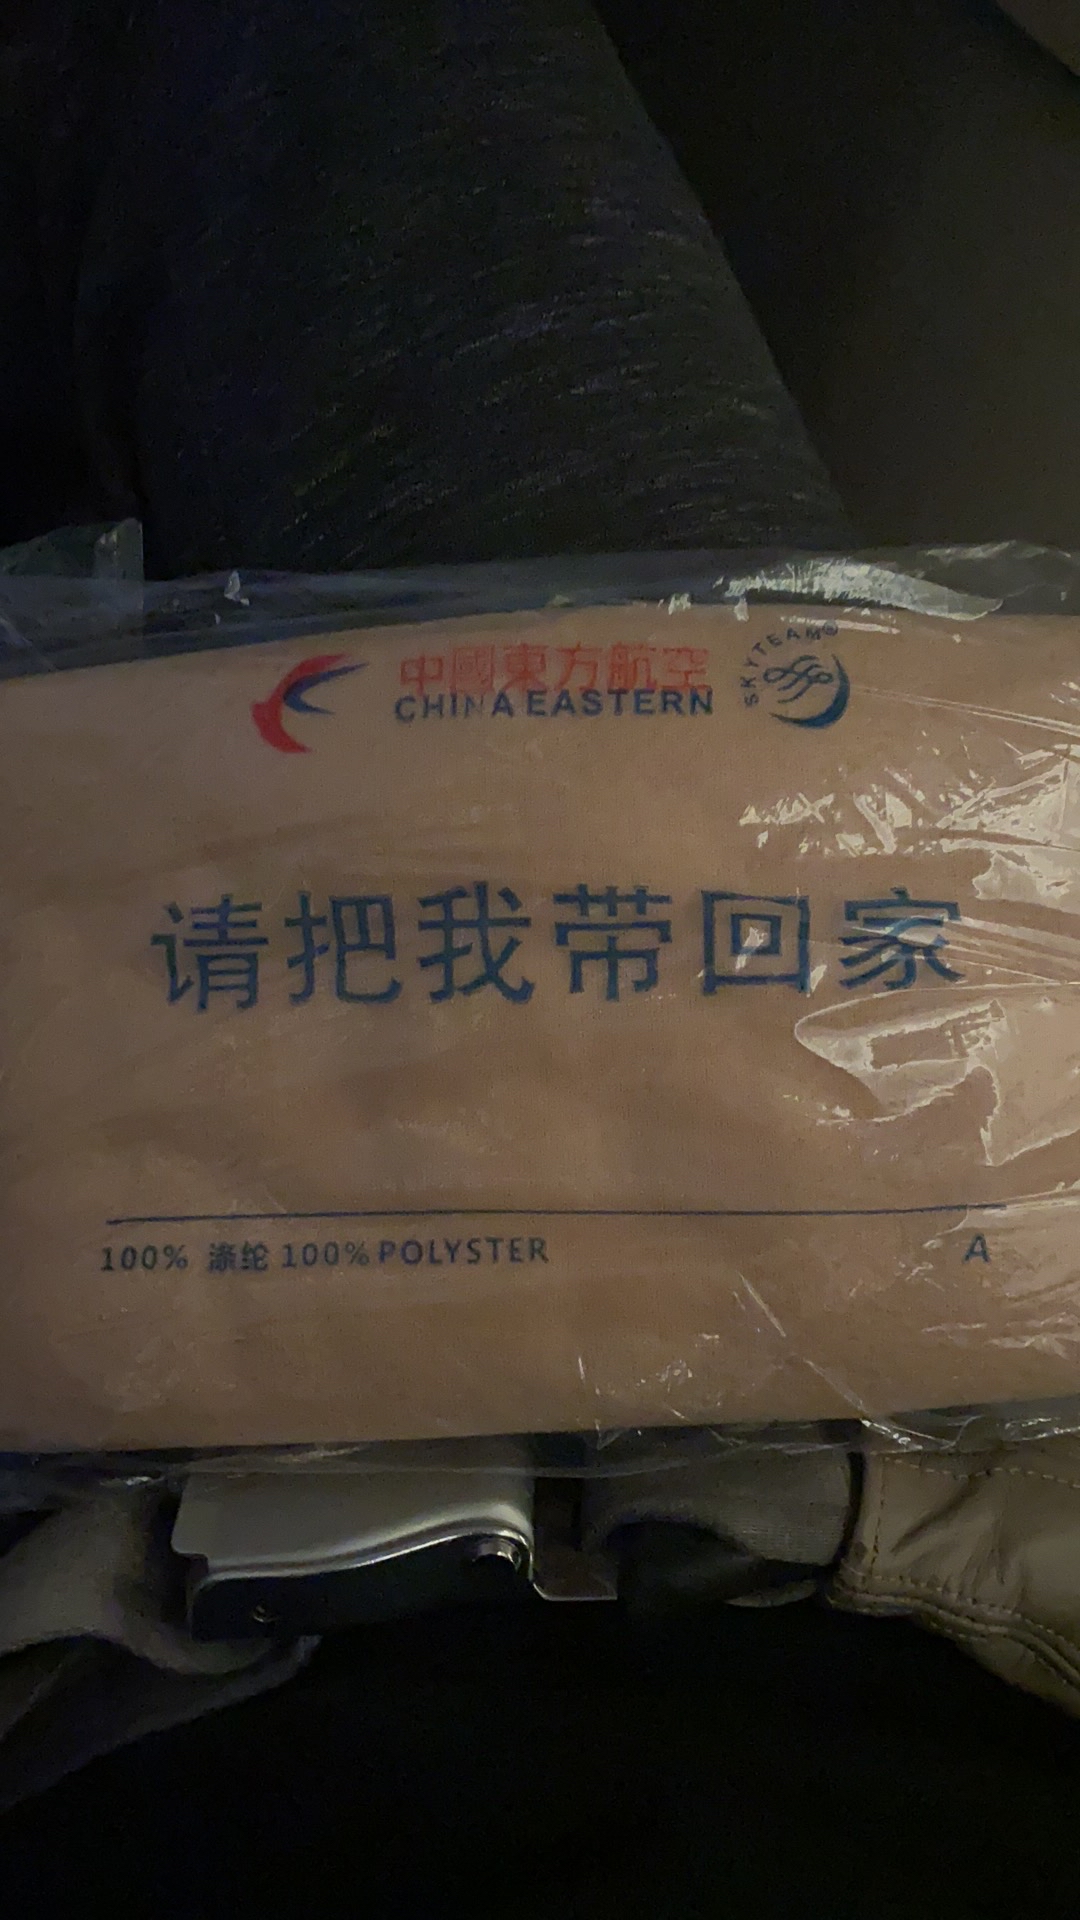 中國東方航空
CHINA EASTERN
SKYTEAM®
请把我带回家
100% 涤纶 100% POLYSTER
A